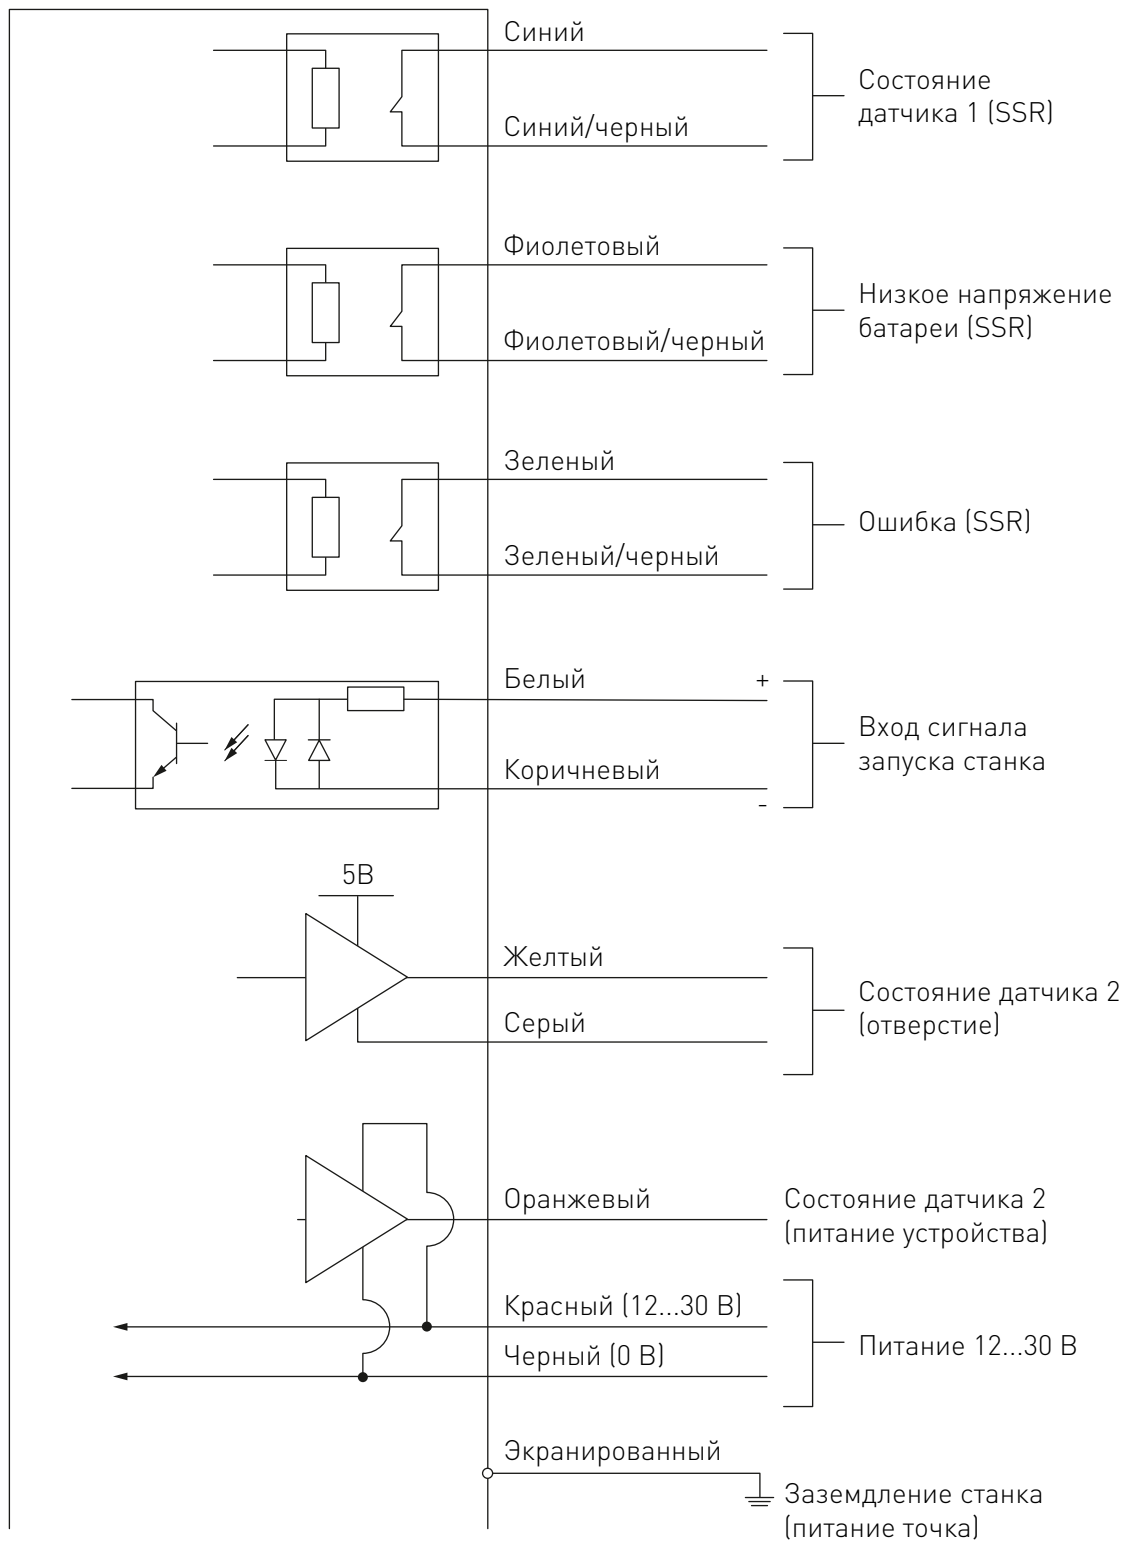 Синий
Состояние
датчика 1 (SSR)
Синий/черный
Фиолетовый
Низкое напряжение
батареи (SSR)
Фиолетовый/черный
Зеленый
Ошибка (SSR)
Зеленый/черный
Белый +
Вход сигнала
запуска станка
Коричневый
-
5В
Желтый
Состояние датчика 2
(отверстие)
Серый
Оранжевый
Состояние датчика 2
(питание устройства)
Красный (12...30 В)
Питание 12...30 В
Черный (0 В)
Экранированный
Заземдление станка
(питание точка)